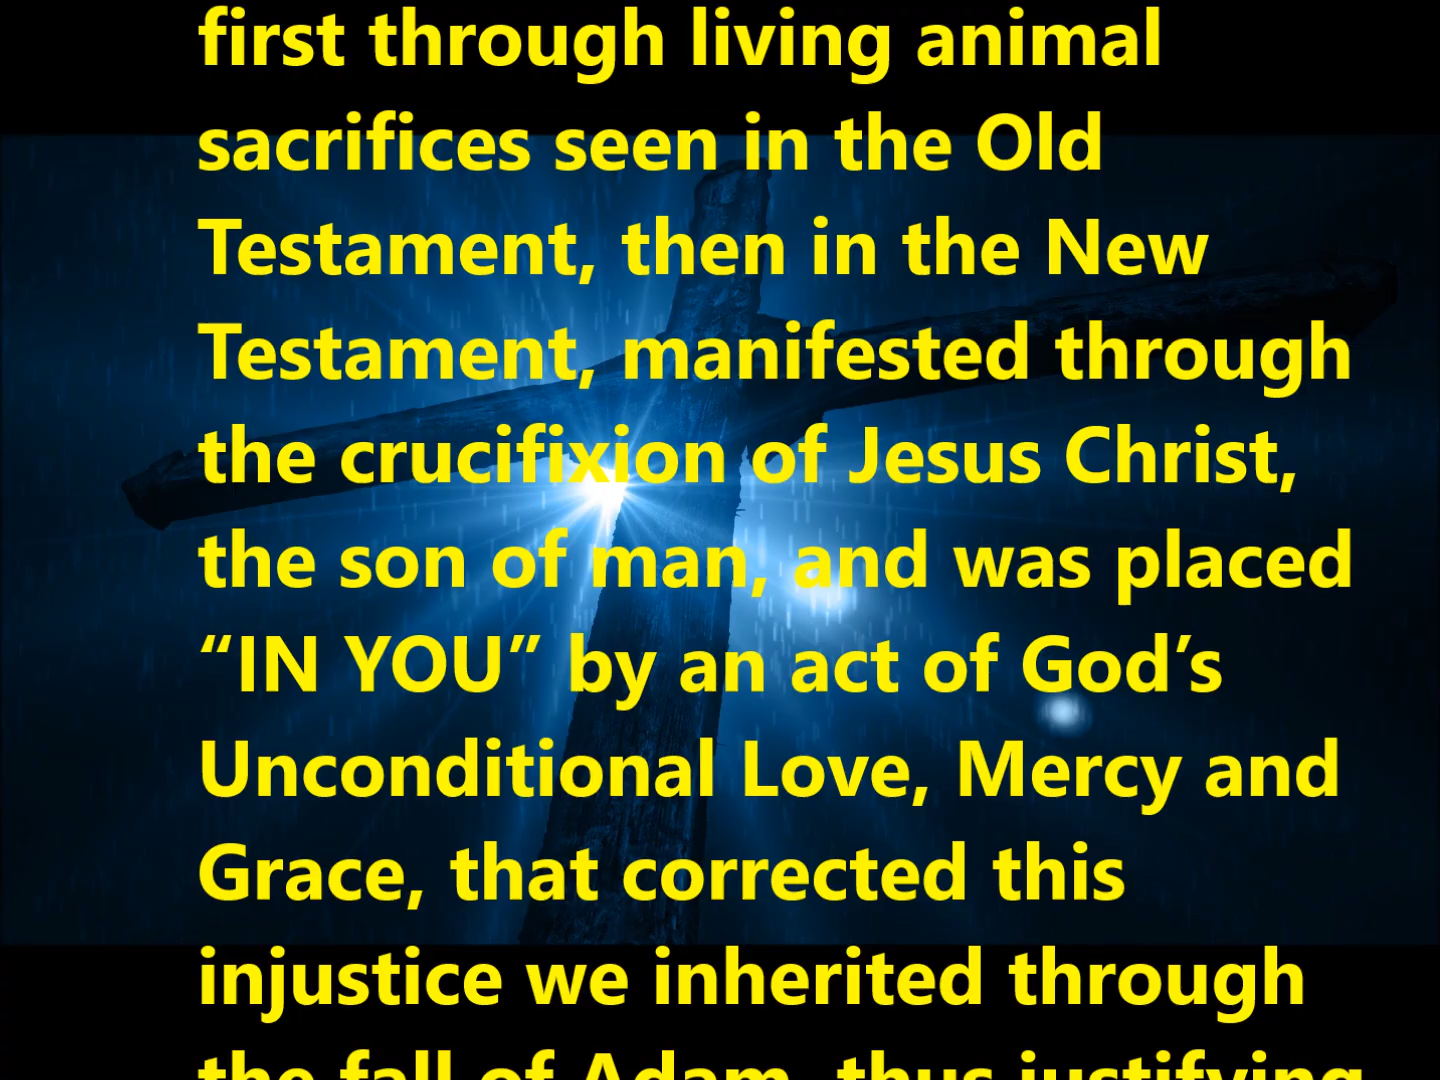 first through living animal
sacrifices seen in the Old
Testament, then in the New
Testament, manifested through
the crucifixion of Jesus Christ,
the son of man, and was placed
“IN YOU” by an act of God’s
Unconditional Love, Mercy and
Grace, that corrected this
injustice we inherited through
the fall of Adam, thus justifying